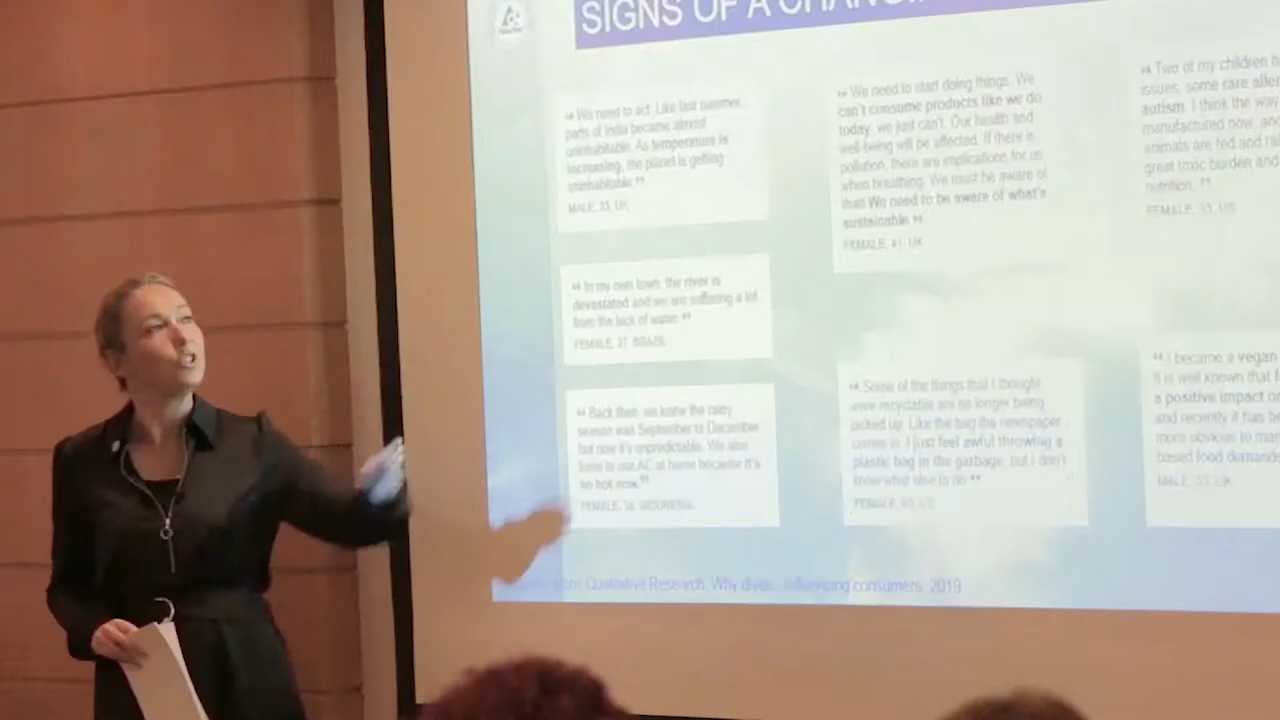 SIGNS OF A CHANGI
“ We need to act. Like last summer,
parts of India became almost
uninhabitable. As temperature is
increasing, the planet is getting
uninhabitable.”
MALE, 33, UK
“ In my own town, the river is
devastated and we are suffering a lot
from the lack of water.”
FEMALE, 37, BRAZIL
“ Back then, we knew the rainy
season was September to December
but now it's unpredictable. We also
have to use AC at home because it's
so hot now.”
FEMALE, INDONESIA
“ We need to start doing things. We
can't consume products like we do
today, we just can't. Our health and
well-being will be affected. If there is
pollution, there are implications for us
when breathing. We must be aware of
that! We need to be aware of what's
sustainable.”
FEMALE, 41, UK
“ Some of the things that I thought
were recyclable are no longer being
picked up. Like the bag the newspaper
comes in. I just feel awful throwing a
plastic bag in the garbage, but I don't
know what else to do.”
FEMALE, US
“ Two of my children h
issues, some rare aller
autism. I think the way
manufactured now, and
animals are fed and rai
great toxic burden and
nutrition. ”
FEMALE, US
“ I became a vegan
It is well known that f
a positive impact on
and recently it has b
more obvious to man
based food demands
MALE, 33, UK
Qualitative Research, Why dives - influencing consumers, 2019